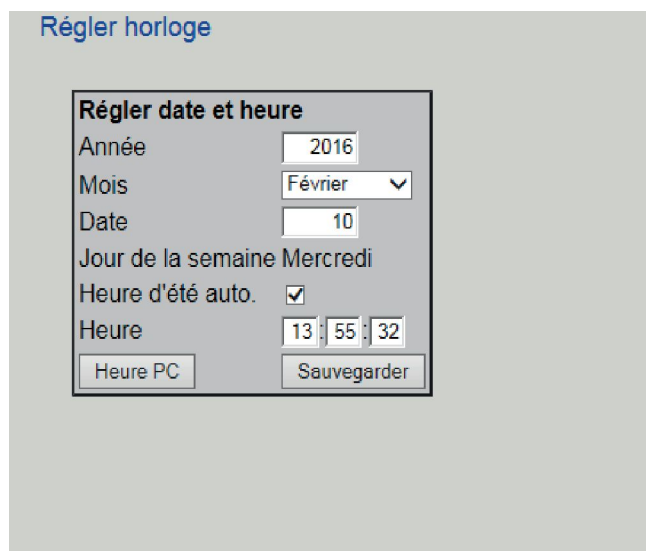 Régler horloge
Régler date et heure
Année 2016
Mois Février
Date 10
Jour de la semaine Mercredi
Heure d'été auto.
Heure 13 : 55 : 32
Heure PC Sauvegarder